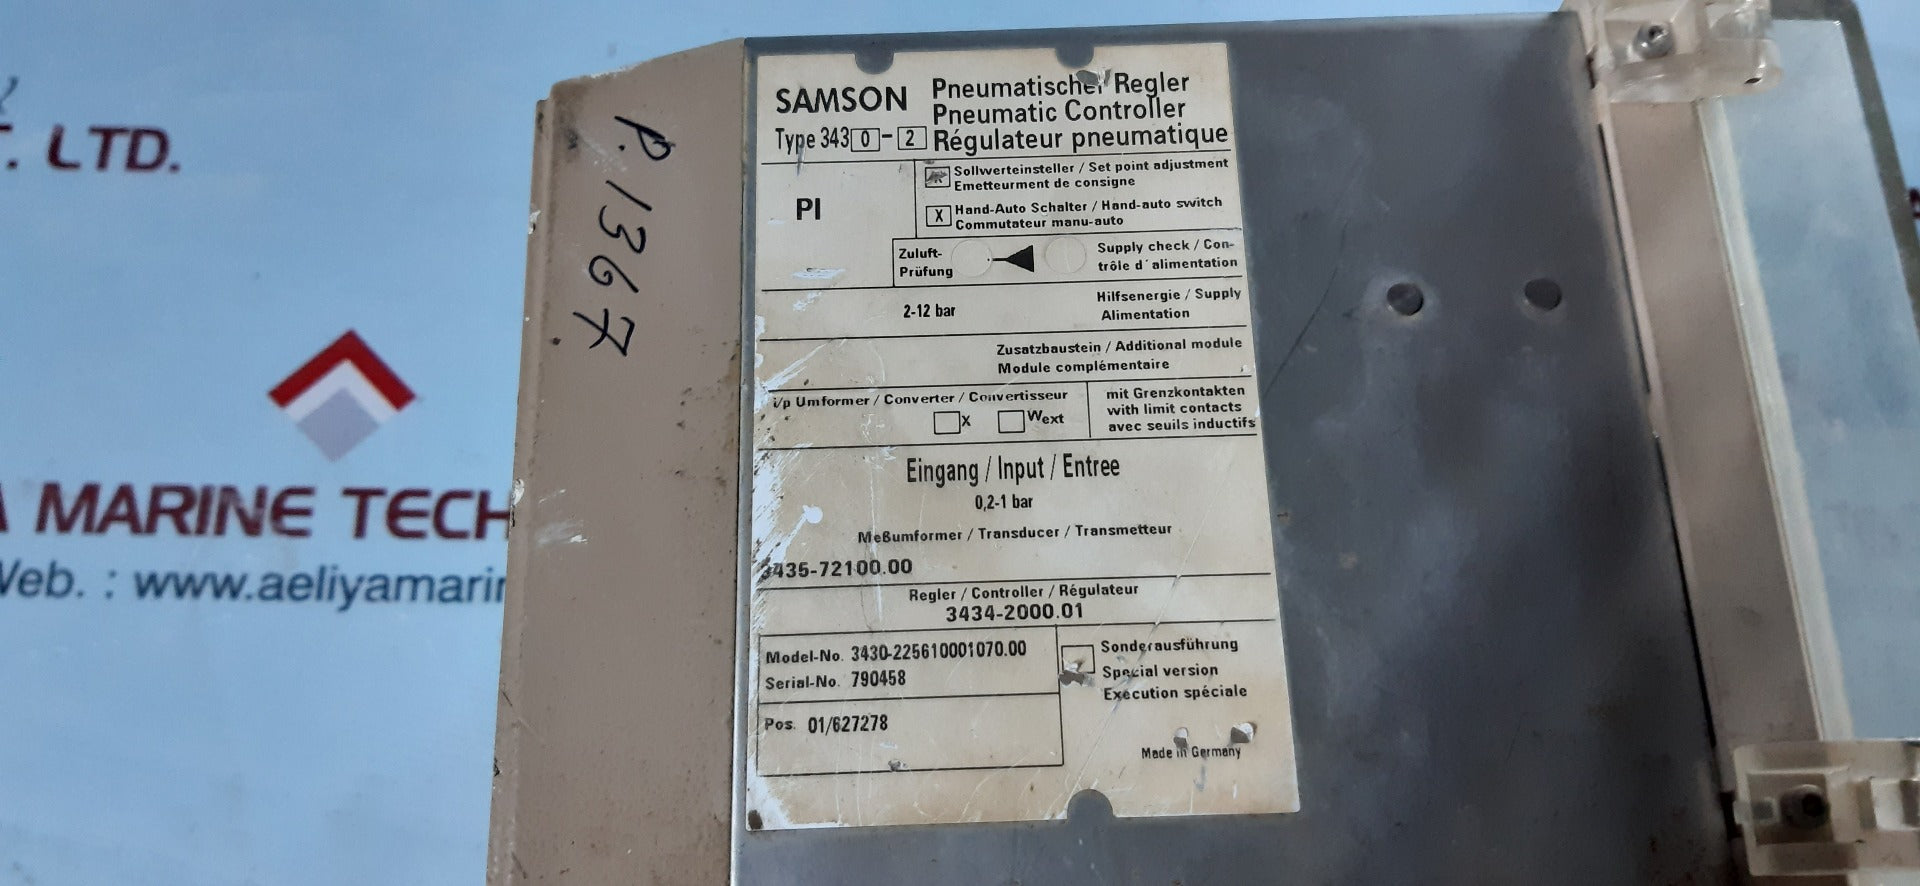 T. LTD.
A MARINE TECH
Web. : www.aeliyamarin
P. 1367
SAMSON
Pneumatischer Regler
Pneumatic Controller
Type 3430-2
Régulateur pneumatique
PI
Sollwerteinsteller / Set point adjustment
Emetteurment de consigne
X
Hand-Auto Schalter / Hand-auto switch
Commutateur manu-auto
Zuluft-
Prüfung
Supply check / Con-
trôle d´alimentation
2-12 bar
Hilfsenergie / Supply
Alimentation
Zusatzbaustein / Additional module
Module complémentaire
i/p Umformer / Converter / Convertisseur
X
Wext
mit Grenzkontakten
with limit contacts
avec seuils inductifs
Eingang / Input / Entree
0,2-1 bar
Meßumformer / Transducer / Transmetteur
3435-72100.00
Regler / Controller / Régulateur
3434-2000.01
Model-No. 3430-225610001070.00
Serial-No. 790458
Pos. 01/627278
Sonderausführung
Special version
Exécution spéciale
Made in Germany